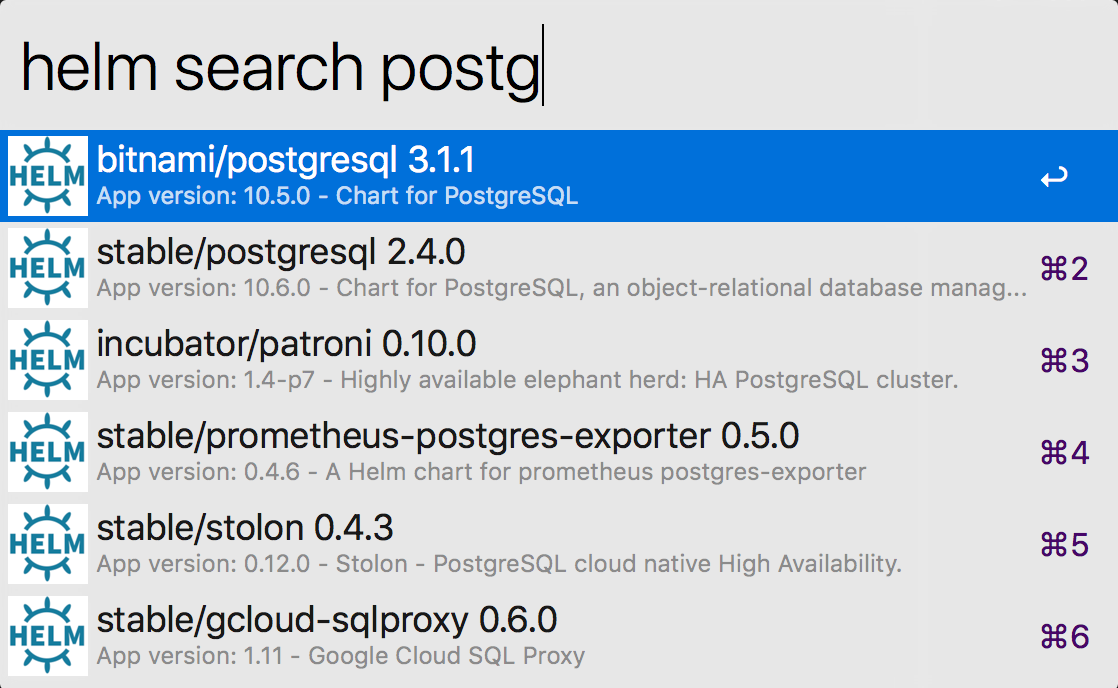 helm search postg
HELM
bitnami/postgresql 3.1.1
App version: 10.5.0 - Chart for PostgreSQL
↩
HELM
stable/postgresql 2.4.0
App version: 10.6.0 - Chart for PostgreSQL, an object-relational database manag...
⌘2
HELM
incubator/patroni 0.10.0
App version: 1.4-p7 - Highly available elephant herd: HA PostgreSQL cluster.
⌘3
HELM
stable/prometheus-postgres-exporter 0.5.0
App version: 0.4.6 - A Helm chart for prometheus postgres-exporter
⌘4
HELM
stable/stolon 0.4.3
App version: 0.12.0 - Stolon - PostgreSQL cloud native High Availability.
⌘5
HELM
stable/gcloud-sqlproxy 0.6.0
App version: 1.11 - Google Cloud SQL Proxy
⌘6